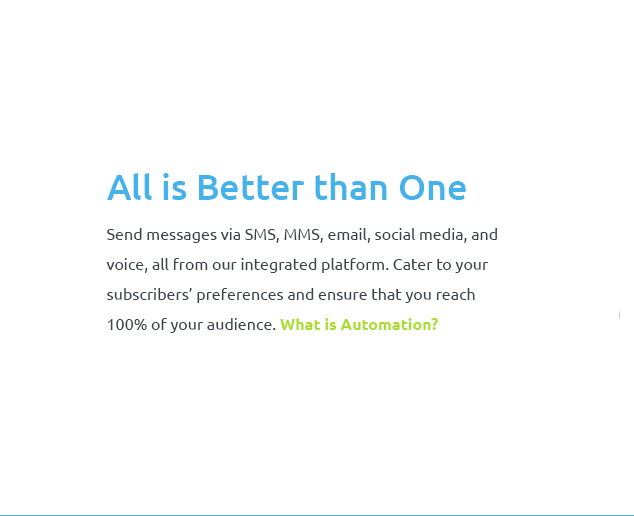 All is Better than One
Send messages via SMS, MMS, email, social media, and
voice, all from our integrated platform. Cater to your
subscribers’ preferences and ensure that you reach
100% of your audience. What is Automation?